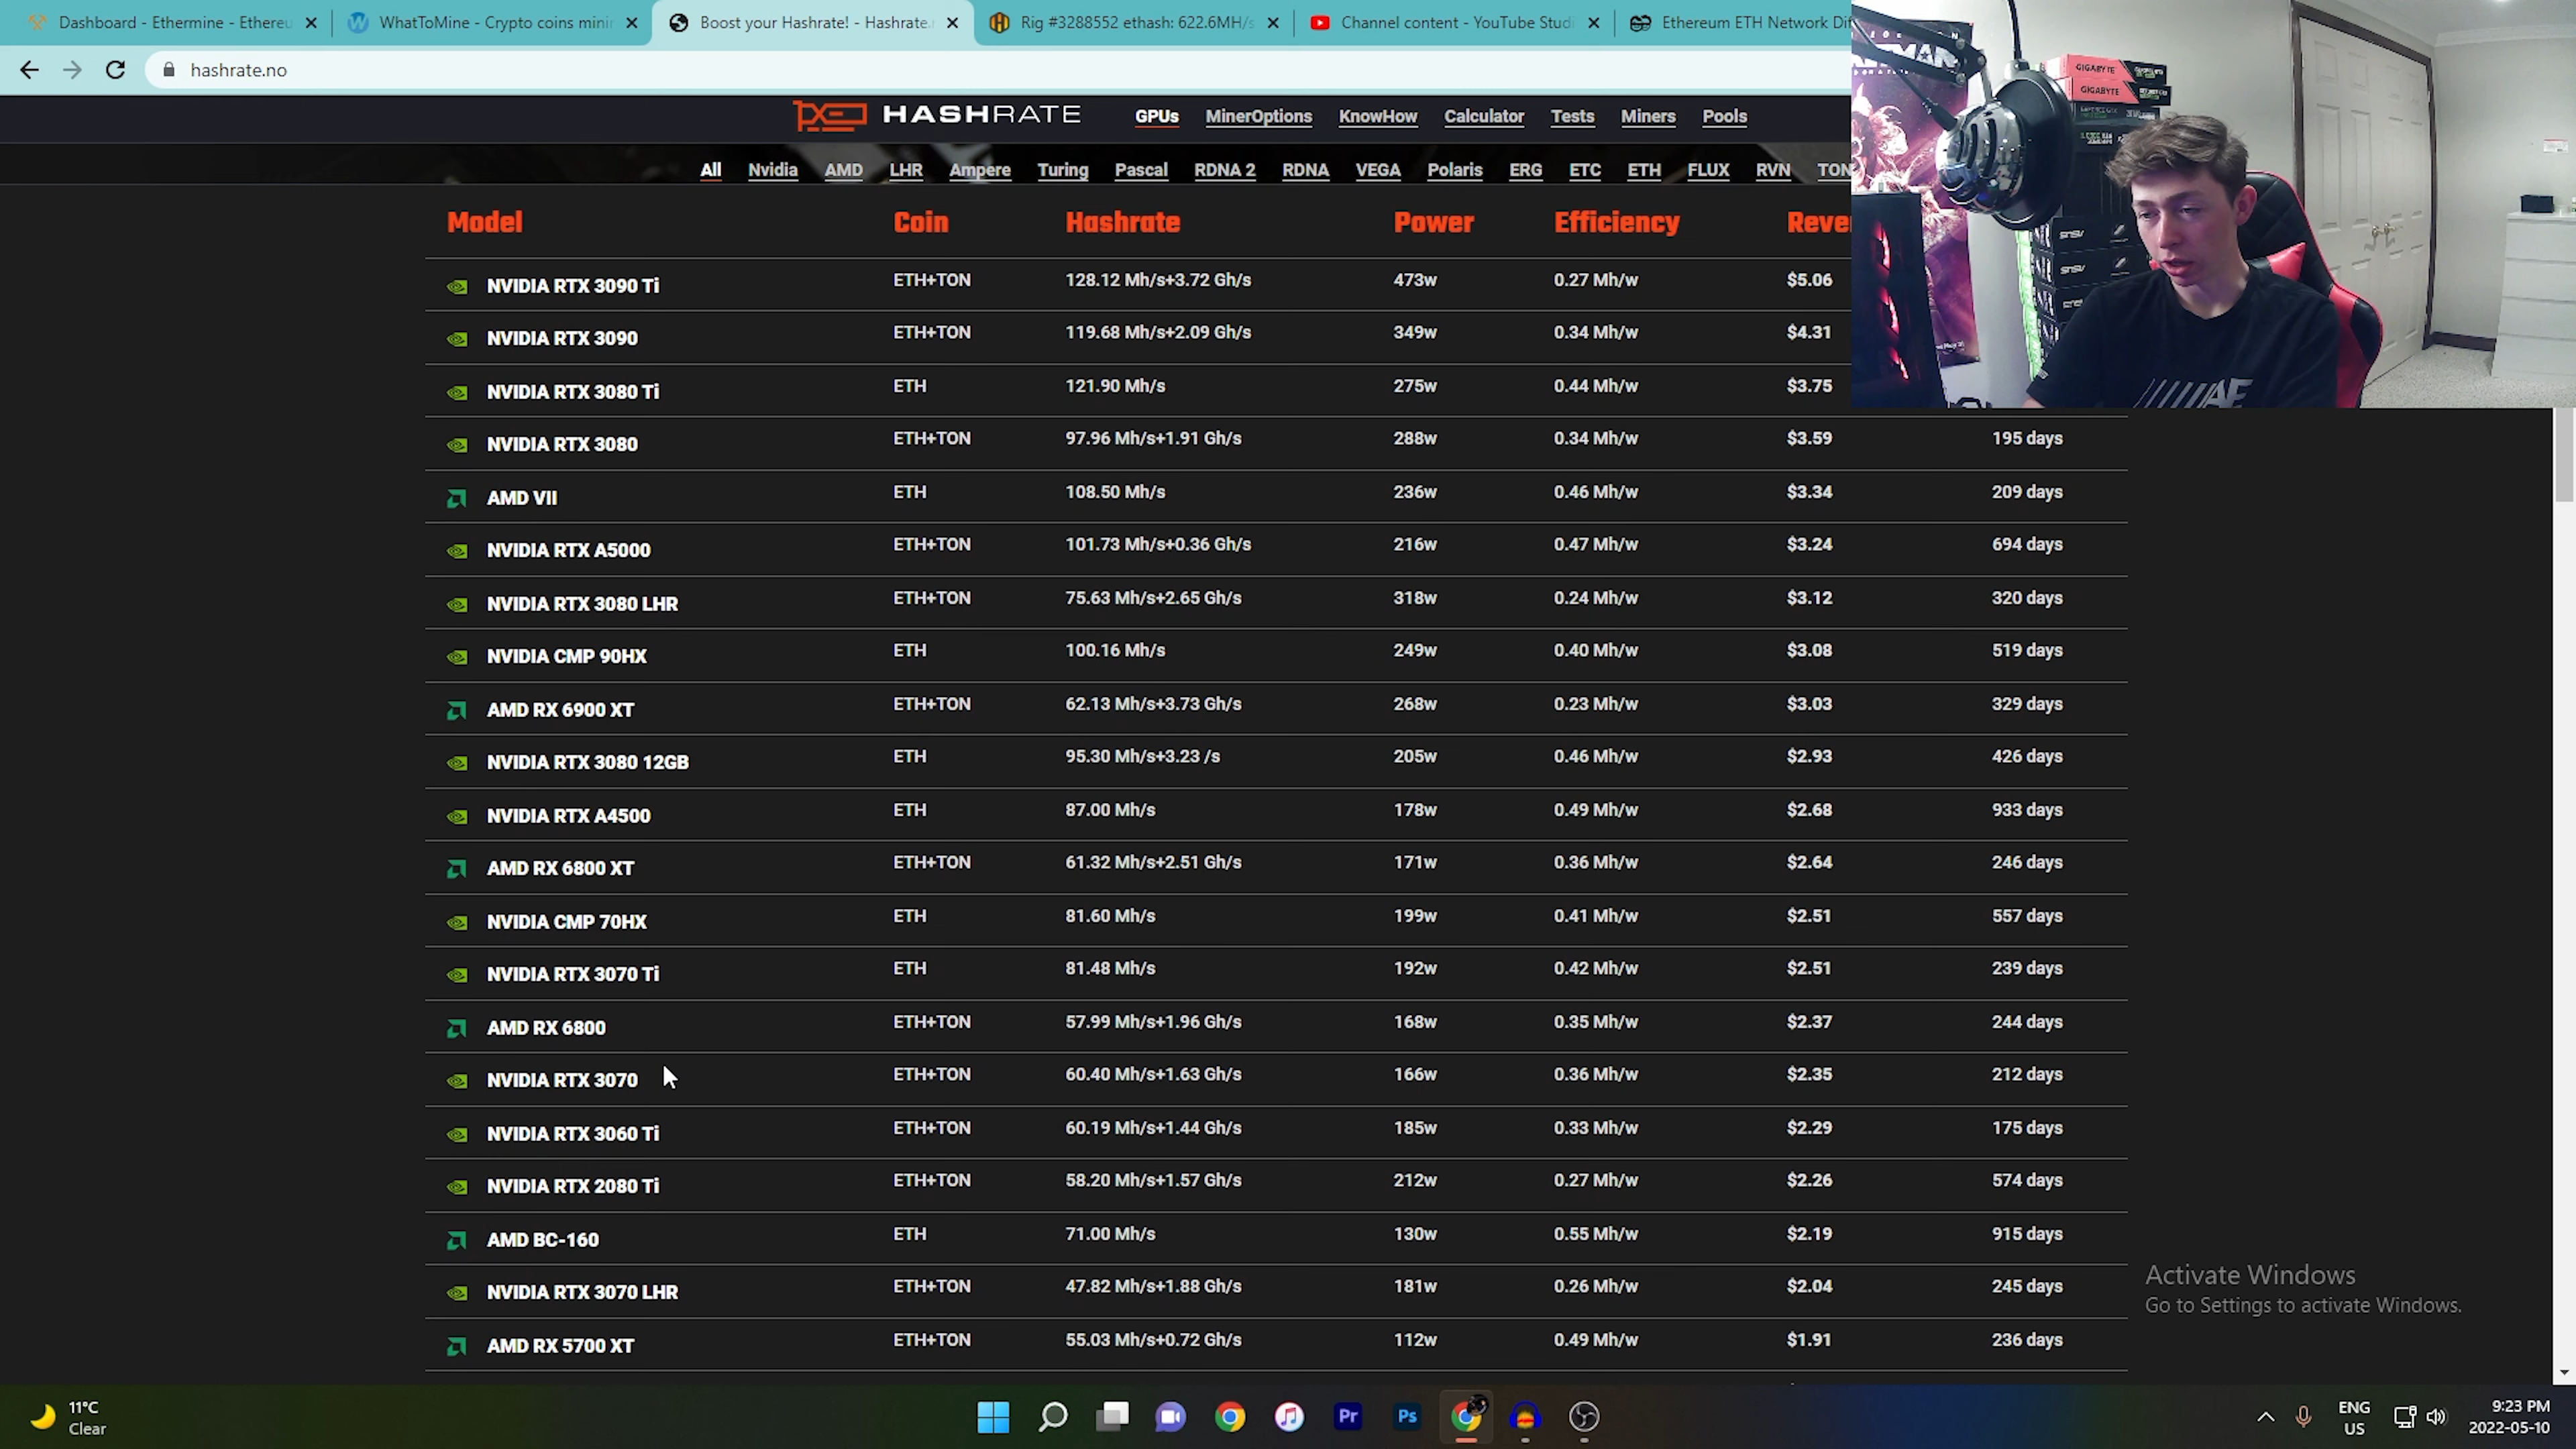 Dashboard - Ethermine - Ethereu
WhatToMine - Crypto coins minin
Boost your Hashrate! - Hashrate.
Rig #3288552 ethash: 622.6MH/s
Channel content - YouTube Studi
Ethereum ETH Network Dif
hashrate.no
HASHRATE GPUs MinerOptions KnowHow Calculator Tests Miners Pools
All Nvidia AMD LHR Ampere Turing Pascal RDNA 2 RDNA VEGA Polaris ERG ETC ETH FLUX RVN TON
Model Coin Hashrate Power Efficiency Reve
NVIDIA RTX 3090 Ti ETH+TON 128.12 Mh/s+3.72 Gh/s 473w 0.27 Mh/w $5.06
NVIDIA RTX 3090 ETH+TON 119.68 Mh/s+2.09 Gh/s 349w 0.34 Mh/w $4.31
NVIDIA RTX 3080 Ti ETH 121.90 Mh/s 275w 0.44 Mh/w $3.75
NVIDIA RTX 3080 ETH+TON 97.96 Mh/s+1.91 Gh/s 288w 0.34 Mh/w $3.59 195 days
AMD VII ETH 108.50 Mh/s 236w 0.46 Mh/w $3.34 209 days
NVIDIA RTX A5000 ETH+TON 101.73 Mh/s+0.36 Gh/s 216w 0.47 Mh/w $3.24 694 days
NVIDIA RTX 3080 LHR ETH+TON 75.63 Mh/s+2.65 Gh/s 318w 0.24 Mh/w $3.12 320 days
NVIDIA CMP 90HX ETH 100.16 Mh/s 249w 0.40 Mh/w $3.08 519 days
AMD RX 6900 XT ETH+TON 62.13 Mh/s+3.73 Gh/s 268w 0.23 Mh/w $3.03 329 days
NVIDIA RTX 3080 12GB ETH 95.30 Mh/s+3.23 /s 205w 0.46 Mh/w $2.93 426 days
NVIDIA RTX A4500 ETH 87.00 Mh/s 178w 0.49 Mh/w $2.68 933 days
AMD RX 6800 XT ETH+TON 61.32 Mh/s+2.51 Gh/s 171w 0.36 Mh/w $2.64 246 days
NVIDIA CMP 70HX ETH 81.60 Mh/s 199w 0.41 Mh/w $2.51 557 days
NVIDIA RTX 3070 Ti ETH 81.48 Mh/s 192w 0.42 Mh/w $2.51 239 days
AMD RX 6800 ETH+TON 57.99 Mh/s+1.96 Gh/s 168w 0.35 Mh/w $2.37 244 days
NVIDIA RTX 3070 ETH+TON 60.40 Mh/s+1.63 Gh/s 166w 0.36 Mh/w $2.35 212 days
NVIDIA RTX 3060 Ti ETH+TON 60.19 Mh/s+1.44 Gh/s 185w 0.33 Mh/w $2.29 175 days
NVIDIA RTX 2080 Ti ETH+TON 58.20 Mh/s+1.57 Gh/s 212w 0.27 Mh/w $2.26 574 days
AMD BC-160 ETH 71.00 Mh/s 130w 0.55 Mh/w $2.19 915 days
NVIDIA RTX 3070 LHR ETH+TON 47.82 Mh/s+1.88 Gh/s 181w 0.26 Mh/w $2.04 245 days
AMD RX 5700 XT ETH+TON 55.03 Mh/s+0.72 Gh/s 112w 0.49 Mh/w $1.91 236 days
GIGABYTE
GIGABYTE
AE
Activate Windows
Go to Settings to activate Windows.
11°C
Clear
Pr
Ps
ENG
US
9:23 PM
2022-05-10